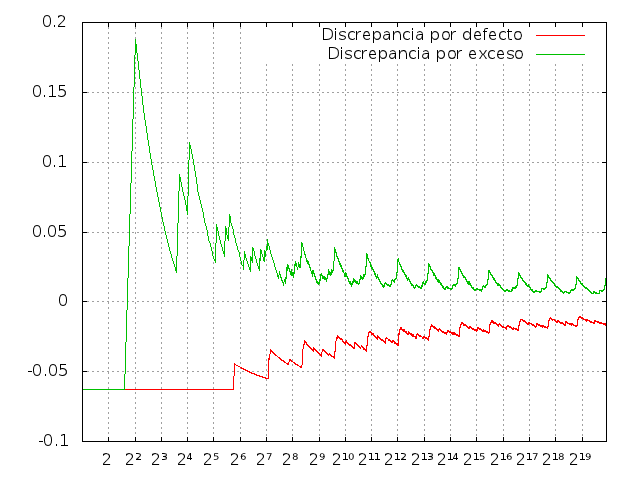 0.2
Discrepancia por defecto
Discrepancia por exceso
0.15
0.1
0.05
0
-0.05
-0.1
2 2² 2³ 2⁴ 2⁵ 2⁶ 2⁷ 2⁸ 2⁹ 2¹⁰ 2¹¹ 2¹² 2¹³ 2¹⁴ 2¹⁵ 2¹⁶ 2¹⁷ 2¹⁸ 2¹⁹